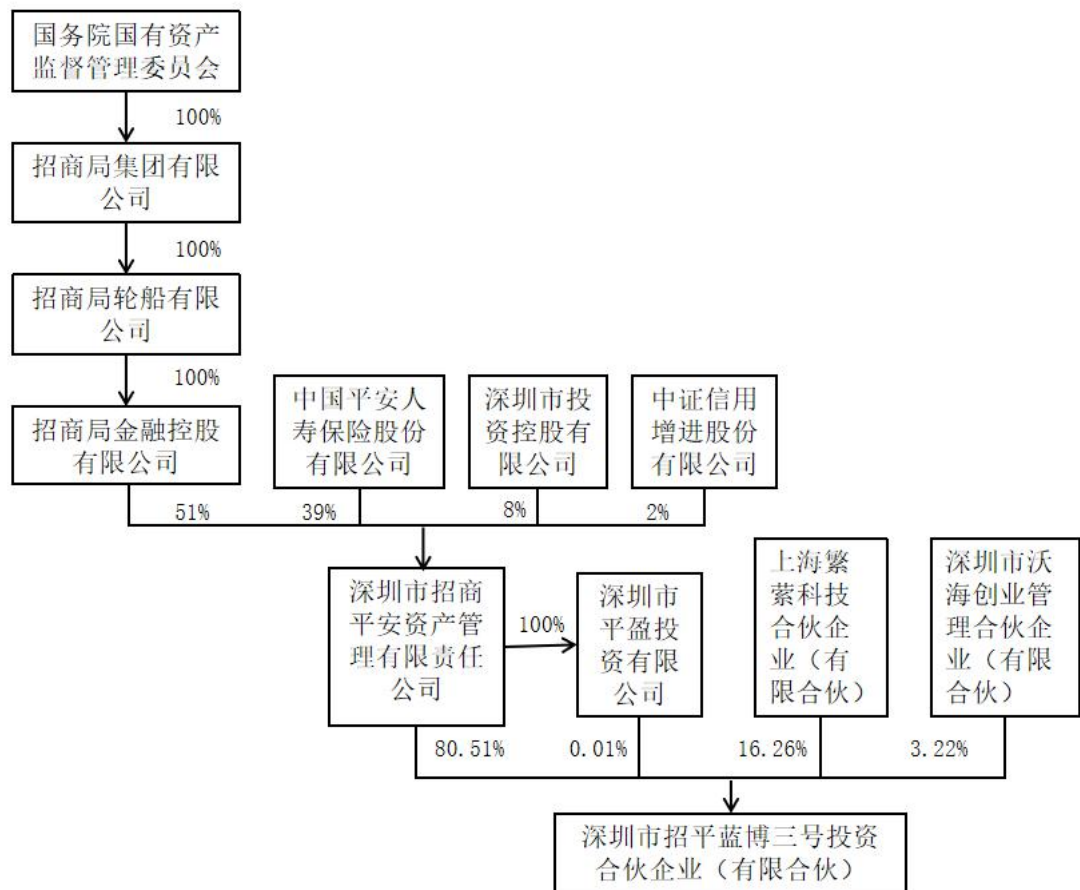 国务院国有资产
监督管理委员会
100%
招商局集团有限
公司
100%
招商局轮船有限
公司
100%
招商局金融控股
有限公司
中国平安人
寿保险股份
有限公司
深圳市投
资控股有
限公司
中证信用
增进股份
有限公司
51%
39%
8%
2%
深圳市招商
平安资产管
理有限责任
公司
100%
深圳市
平盈投
资有限
公司
上海繁
萦科技
合伙企
业（有
限合伙）
深圳市沃
海创业管
理合伙企
业（有限
合伙）
80.51%
0.01%
16.26%
3.22%
深圳市招平蓝博三号投资
合伙企业（有限合伙）